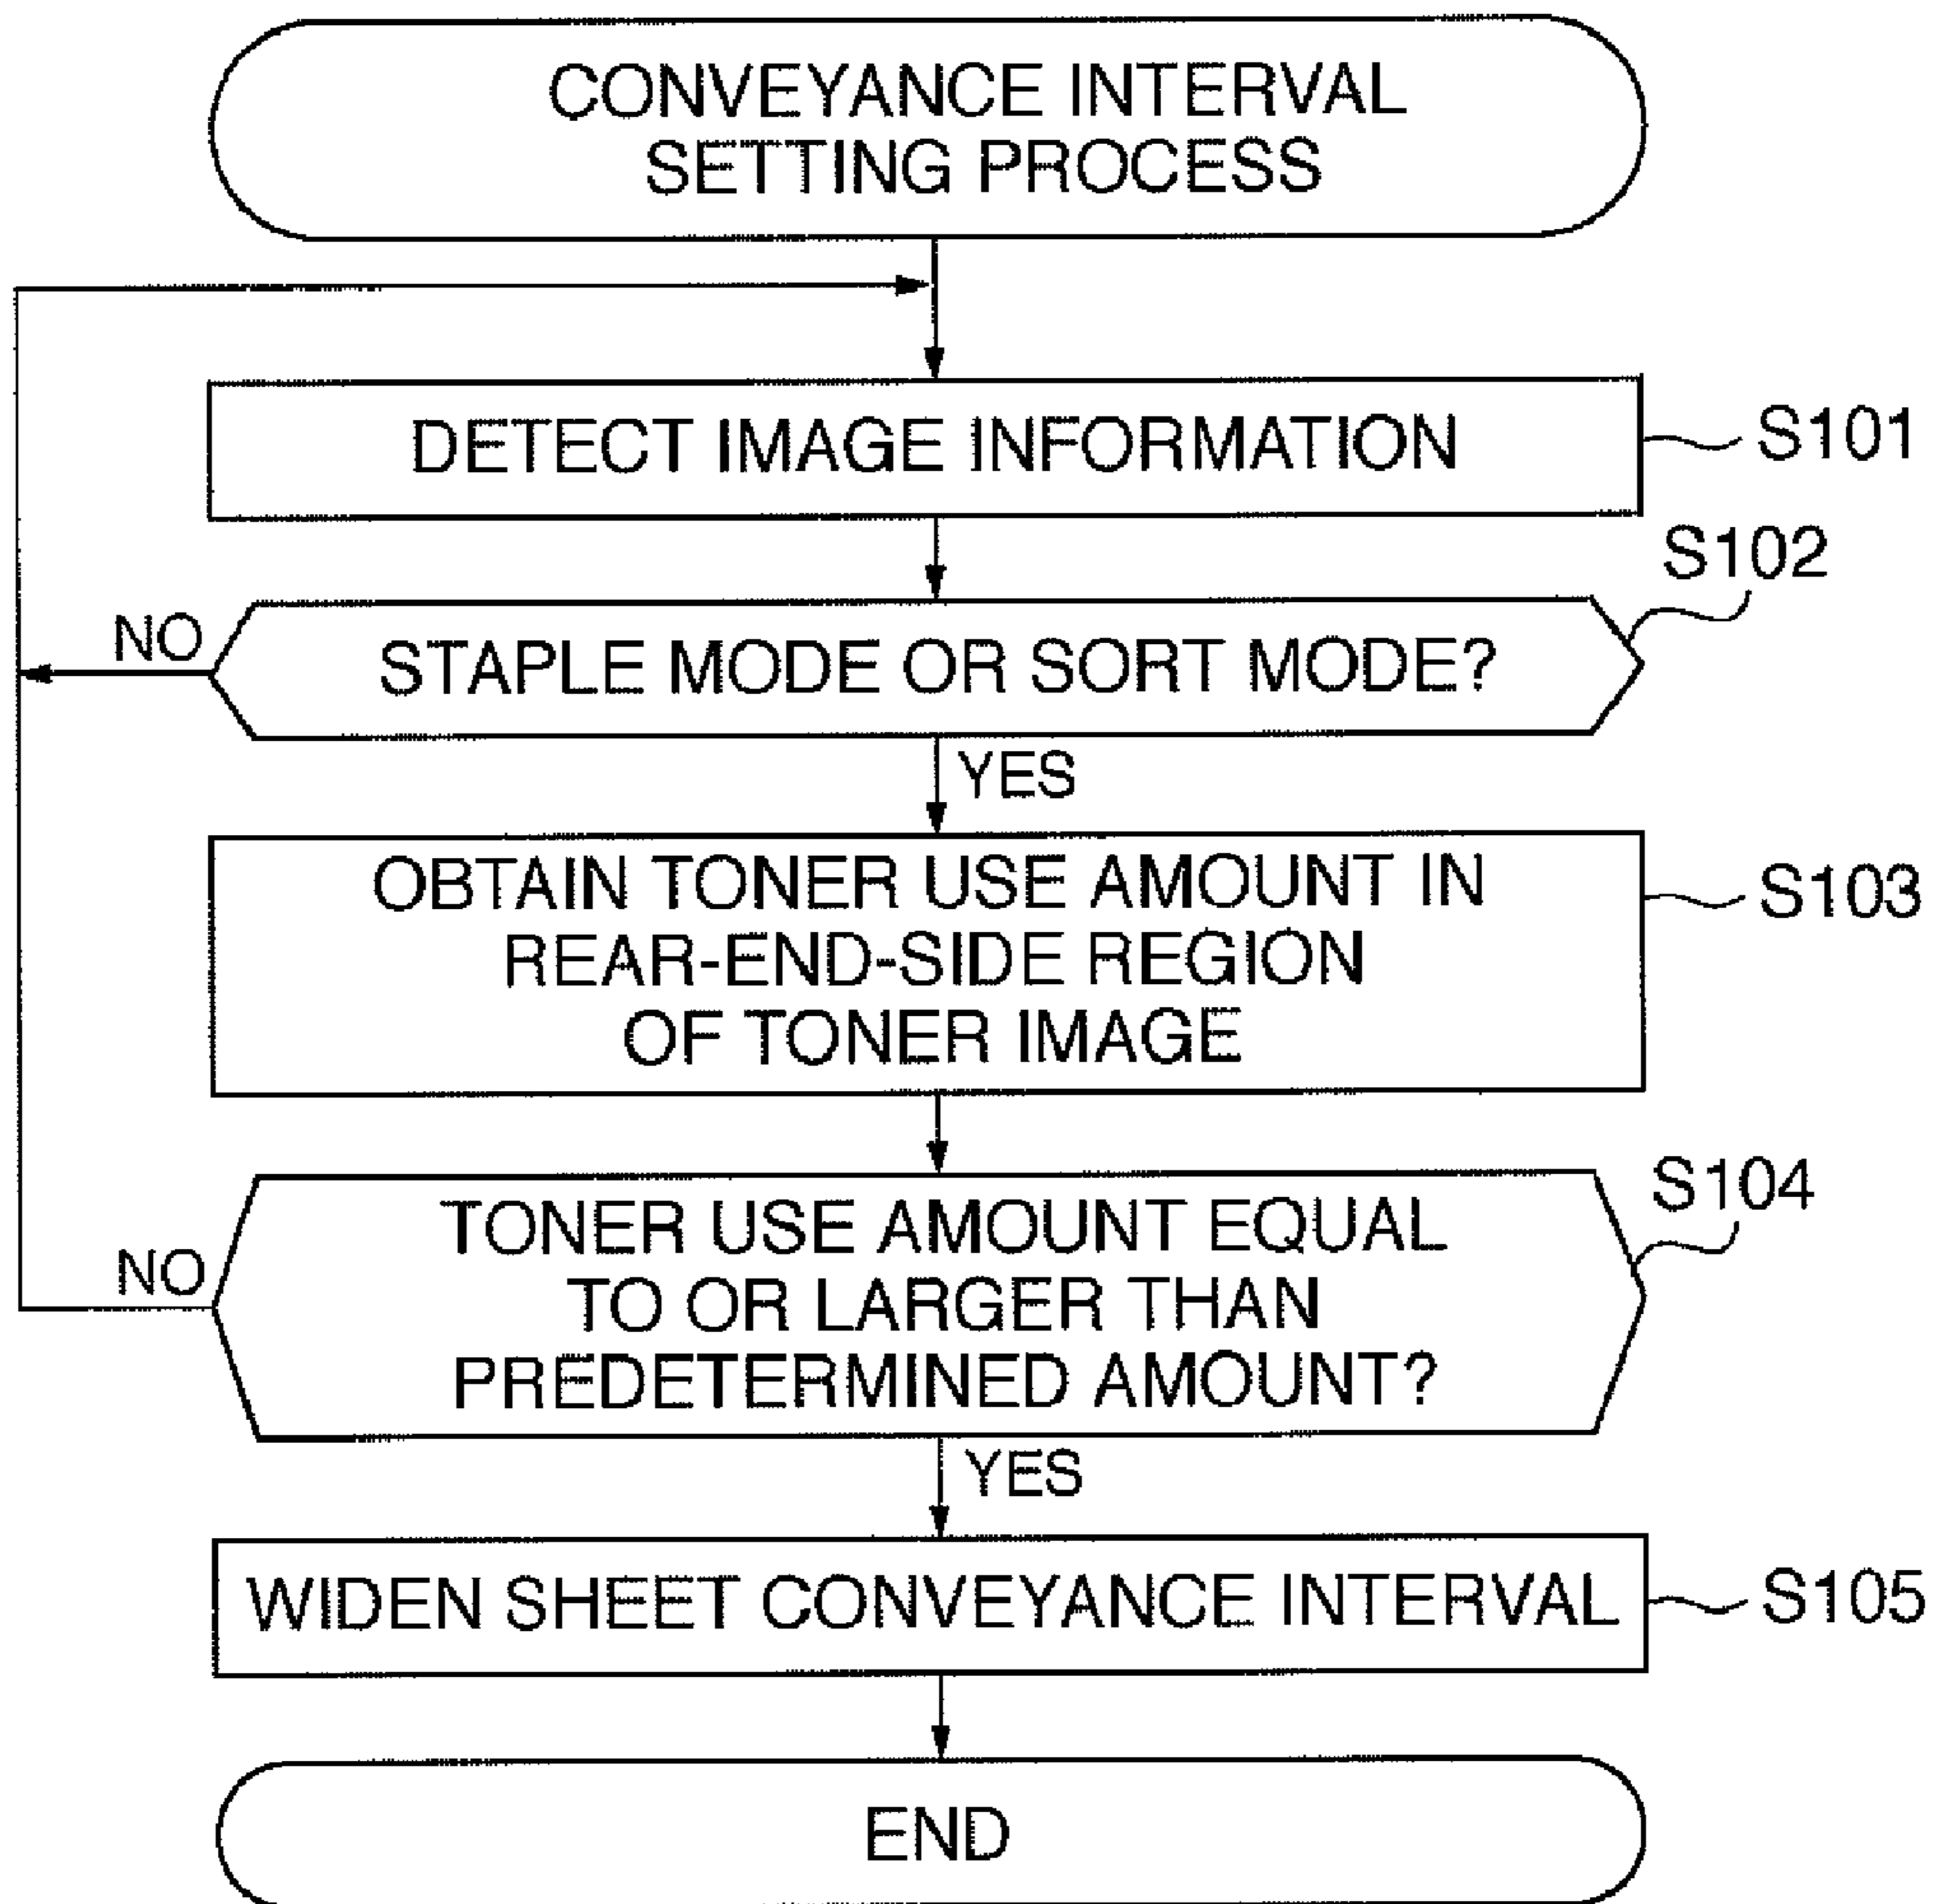 CONVEYANCE INTERVAL
SETTING PROCESS
DETECT IMAGE INFORMATION
S101
S102
NO
STAPLE MODE OR SORT MODE?
YES
OBTAIN TONER USE AMOUNT IN
REAR-END-SIDE REGION
OF TONER IMAGE
S103
S104
NO
TONER USE AMOUNT EQUAL
TO OR LARGER THAN
PREDETERMINED AMOUNT?
YES
WIDEN SHEET CONVEYANCE INTERVAL
S105
END